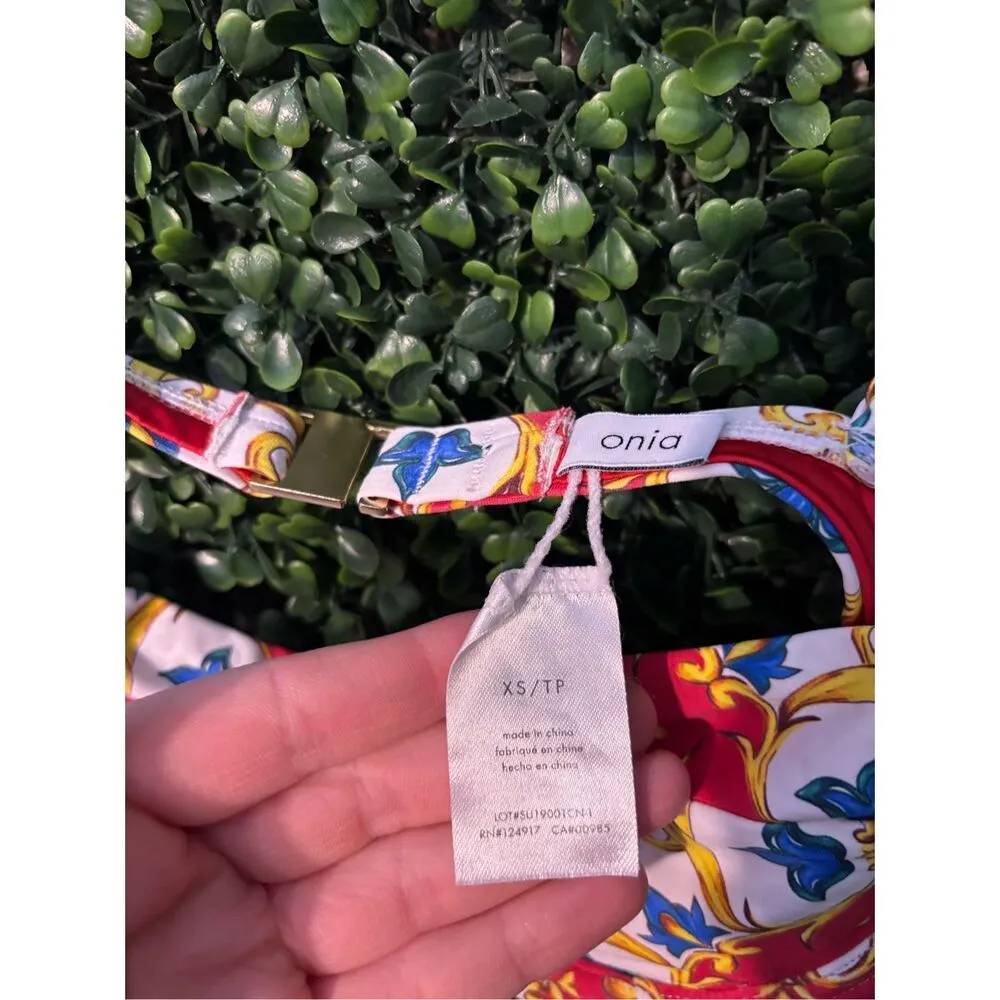 onia
XS/TP
made in china
fabriqué en chine
hecho en china
LOT#SU1900TCN-1
RN#124917 CA#00985